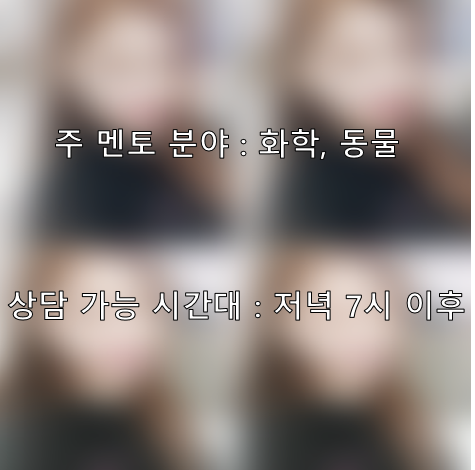 주 멘토 분야 : 화학, 동물
상담 가능 시간대 : 저녁 7시 이후